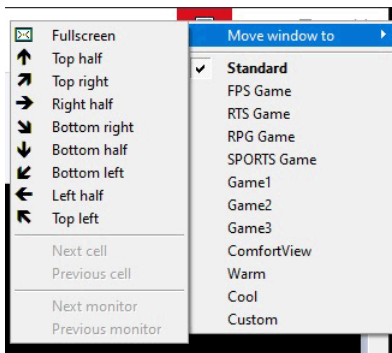 Fullscreen
Top half
Top right
Right half
Bottom right
Bottom half
Bottom left
Left half
Top left
Next cell
Previous cell
Next monitor
Previous monitor
Move window to
Standard
FPS Game
RTS Game
RPG Game
SPORTS Game
Game1
Game2
Game3
ComfortView
Warm
Cool
Custom